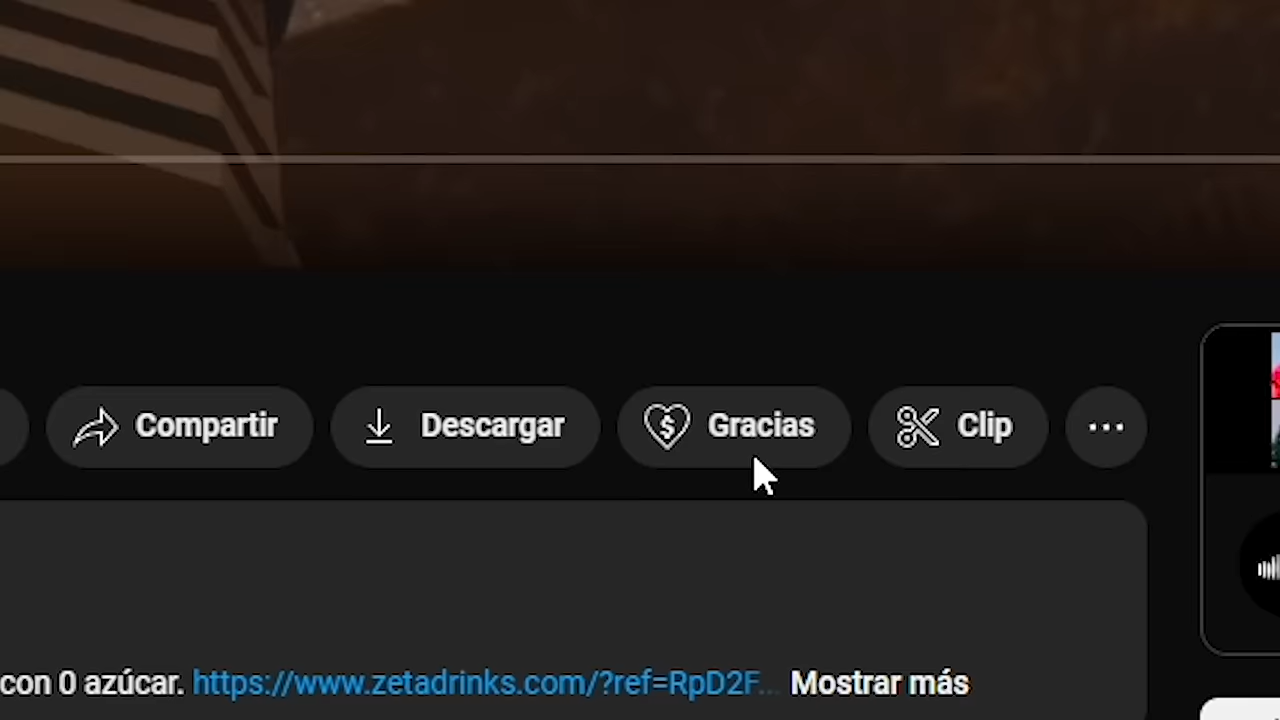 Compartir Descargar Gracias Clip
con 0 azúcar. https://www.zetadrinks.com/?ref=RpD2F... Mostrar más